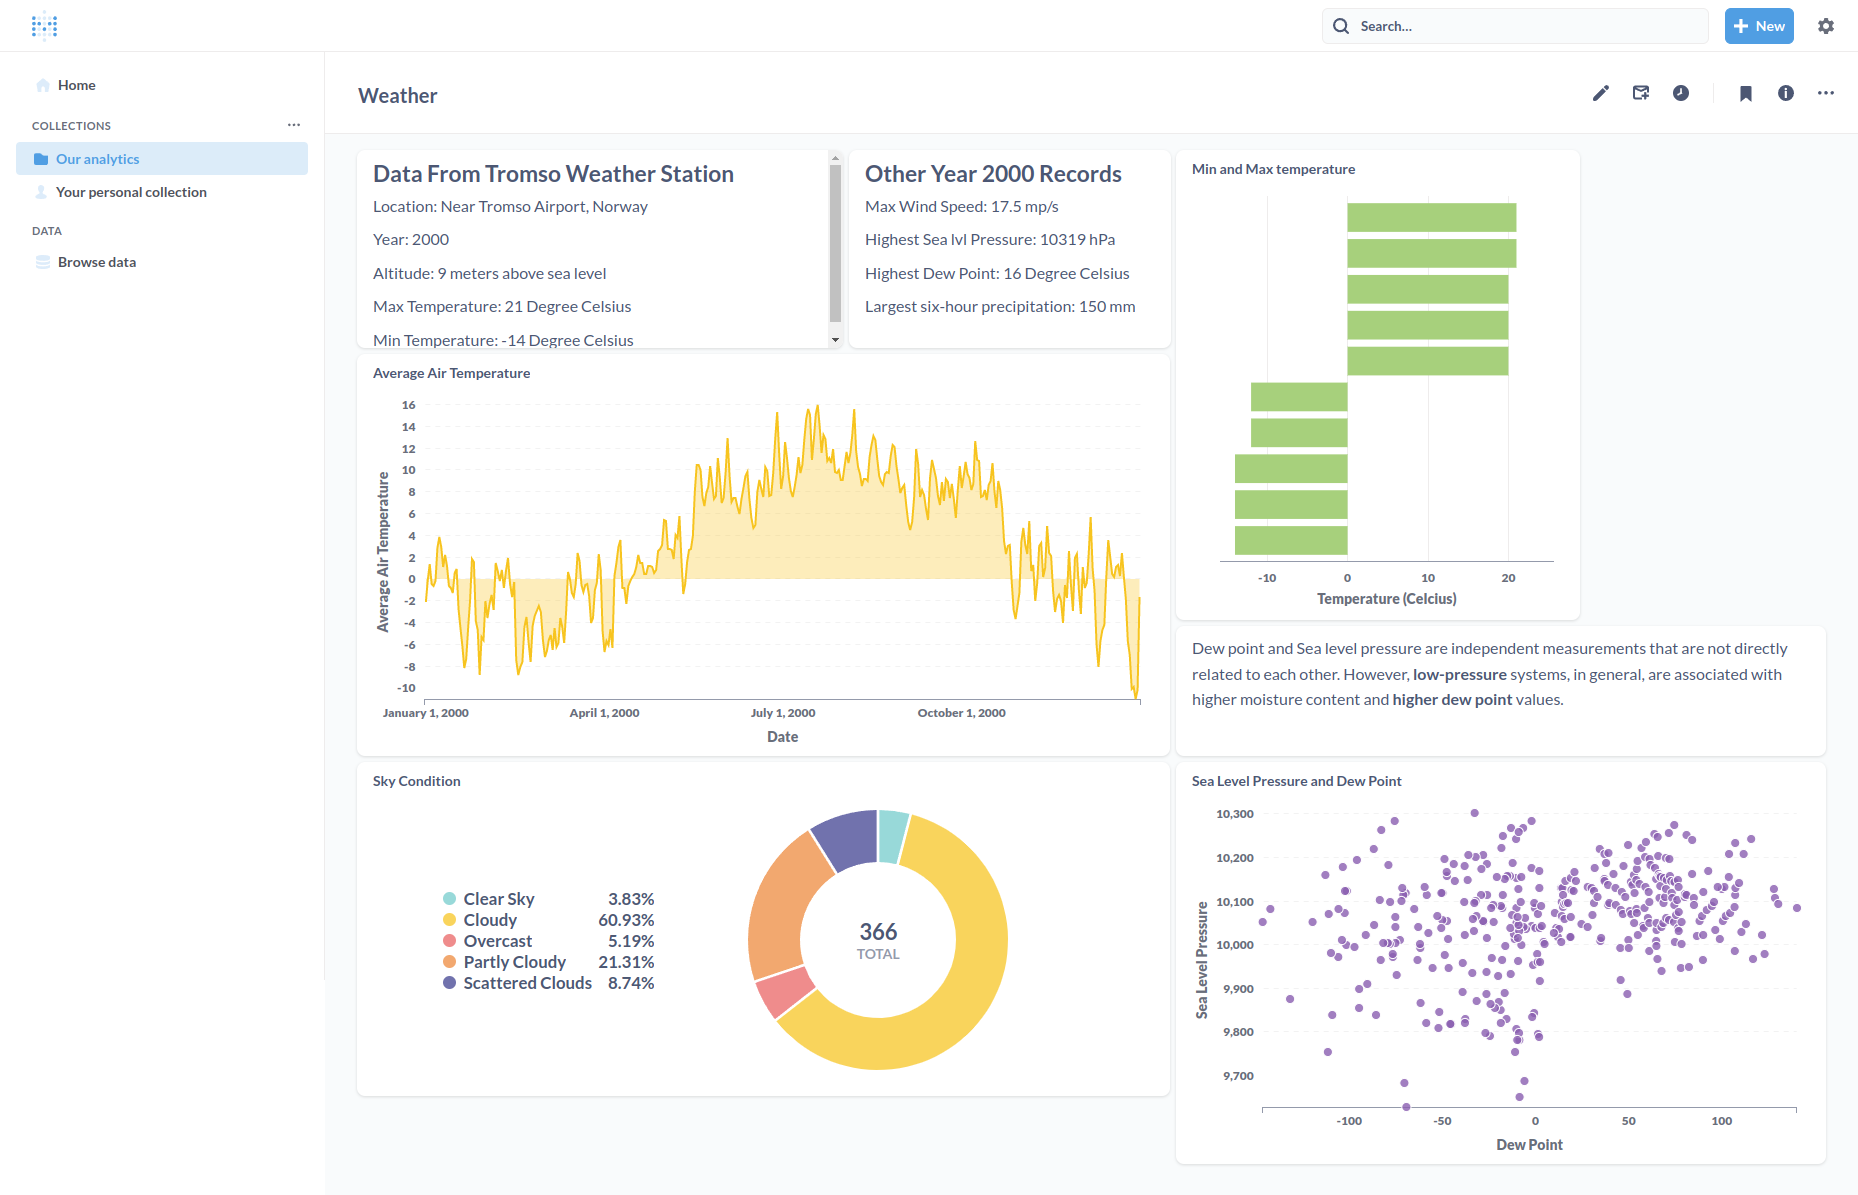 Search...
New
Home
COLLECTIONS
Our analytics
Your personal collection
DATA
Browse data
Weather
Data From Tromso Weather Station
Location: Near Tromso Airport, Norway
Year: 2000
Altitude: 9 meters above sea level
Max Temperature: 21 Degree Celsius
Min Temperature: -14 Degree Celsius
Other Year 2000 Records
Max Wind Speed: 17.5 mp/s
Highest Sea lvl Pressure: 10319 hPa
Highest Dew Point: 16 Degree Celsius
Largest six-hour precipitation: 150 mm
Min and Max temperature
-10 0 10 20
Temperature (Celcius)
Average Air Temperature
Average Air Temperature
16
14
12
10
8
6
4
2
0
-2
-4
-6
-8
-10
January 1, 2000 April 1, 2000 July 1, 2000 October 1, 2000
Date
Dew point and Sea level pressure are independent measurements that are not directly
related to each other. However, low-pressure systems, in general, are associated with
higher moisture content and higher dew point values.
Sky Condition
Clear Sky 3.83%
Cloudy 60.93%
Overcast 5.19%
Partly Cloudy 21.31%
Scattered Clouds 8.74%
366
TOTAL
Sea Level Pressure and Dew Point
Sea Level Pressure
10,300
10,200
10,100
10,000
9,900
9,800
9,700
-100 -50 0 50 100
Dew Point